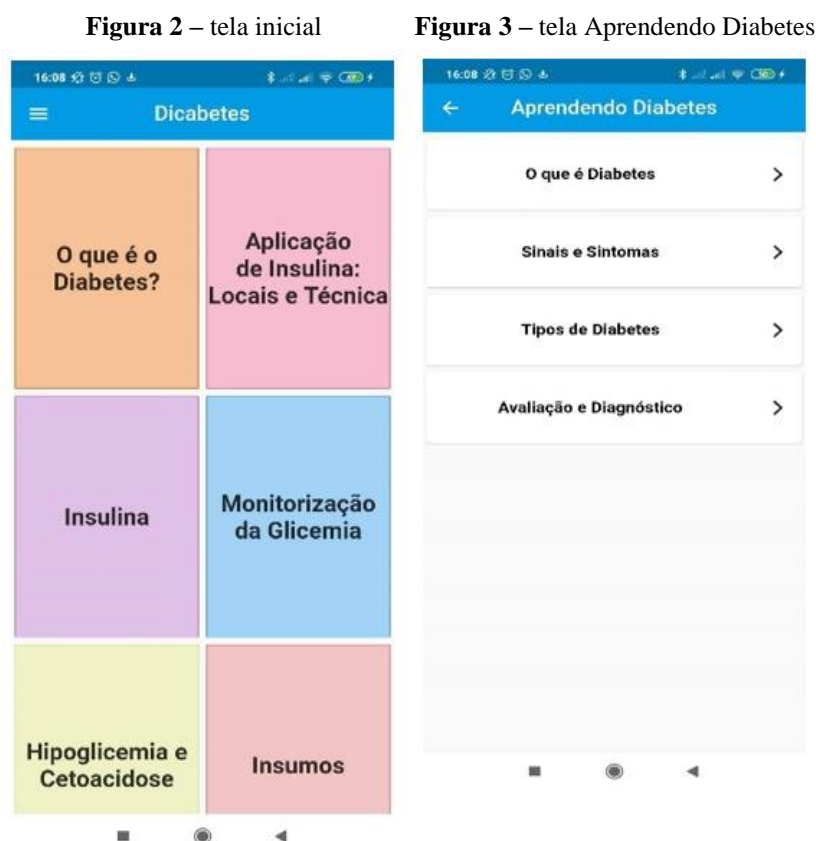 Figura 2 – tela inicial
16:08
Dicabetes
O que é o
Diabetes?
Aplicação
de Insulina:
Locais e Técnica
Insulina
Monitorização
da Glicemia
Hipoglicemia e
Cetoacidose
Insumos
Figura 3 – tela Aprendendo Diabetes
16:08
Aprendendo Diabetes
O que é Diabetes
Sinais e Sintomas
Tipos de Diabetes
Avaliação e Diagnóstico